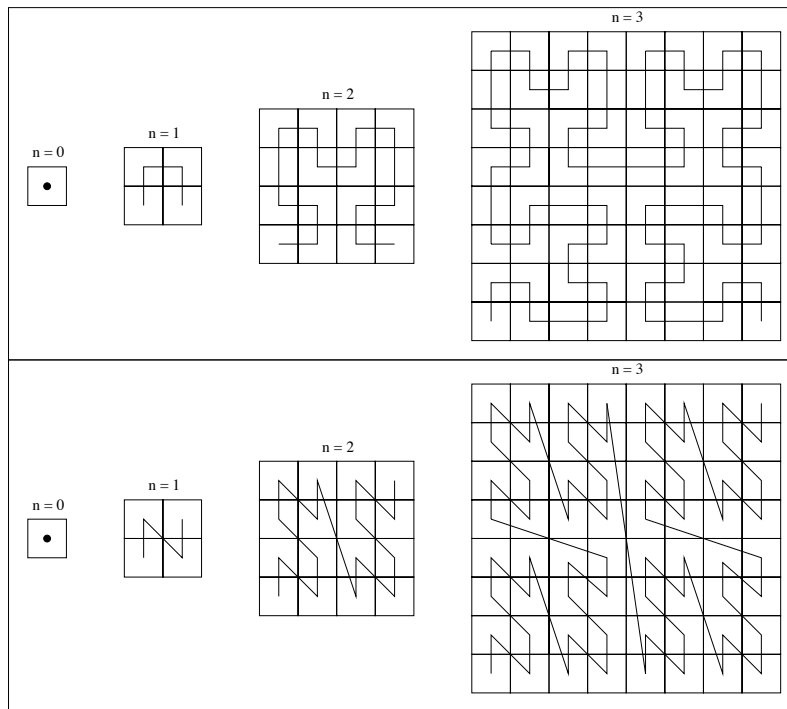 n = 0
n = 1
n = 2
n = 3
n = 0
n = 1
n = 2
n = 3